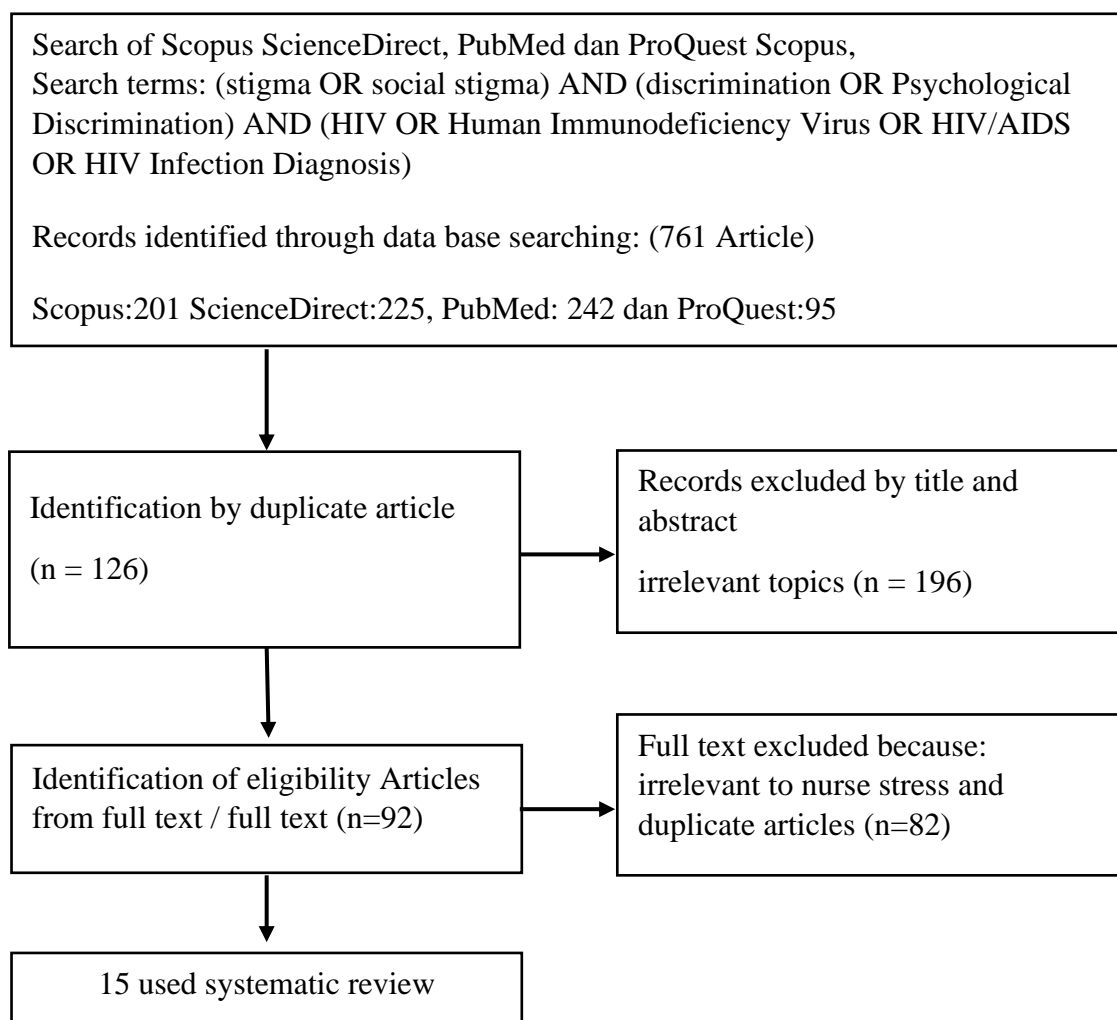 Search of Scopus ScienceDirect, PubMed dan ProQuest Scopus,
Search terms: (stigma OR social stigma) AND (discrimination OR Psychological
Discrimination) AND (HIV OR Human Immunodeficiency Virus OR HIV/AIDS
OR HIV Infection Diagnosis)
Records identified through data base searching: (761 Article)
Scopus:201 ScienceDirect:225, PubMed: 242 dan ProQuest:95
Identification by duplicate article
(n = 126)
Records excluded by title and
abstract
irrelevant topics (n = 196)
Identification of eligibility Articles
from full text / full text (n=92)
Full text excluded because:
irrelevant to nurse stress and
duplicate articles (n=82)
15 used systematic review